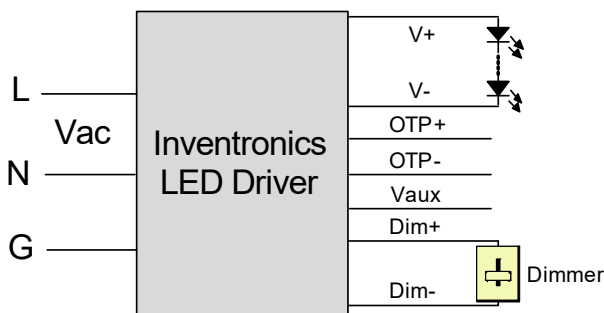 L
Vac
N
G
Inventronics
LED Driver
V+
V-
OTP+
OTP-
Vaux
Dim+
Dim-
Dimmer